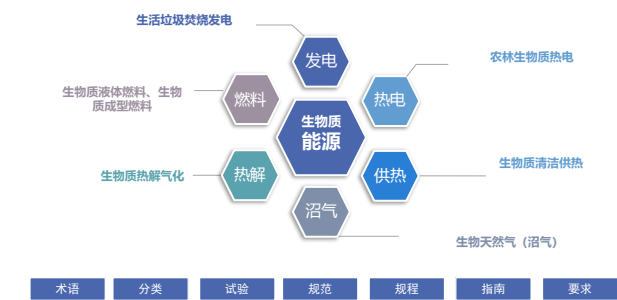 生活垃圾焚烧发电
发电
农林生物质热电
燃料
热电
生物质液体燃料、生物
质成型燃料
生物质
能源
生物质热解气化
热解
供热
生物质清洁供热
沼气
生物天然气（沼气）
术语 分类 试验 规范 规程 指南 要求